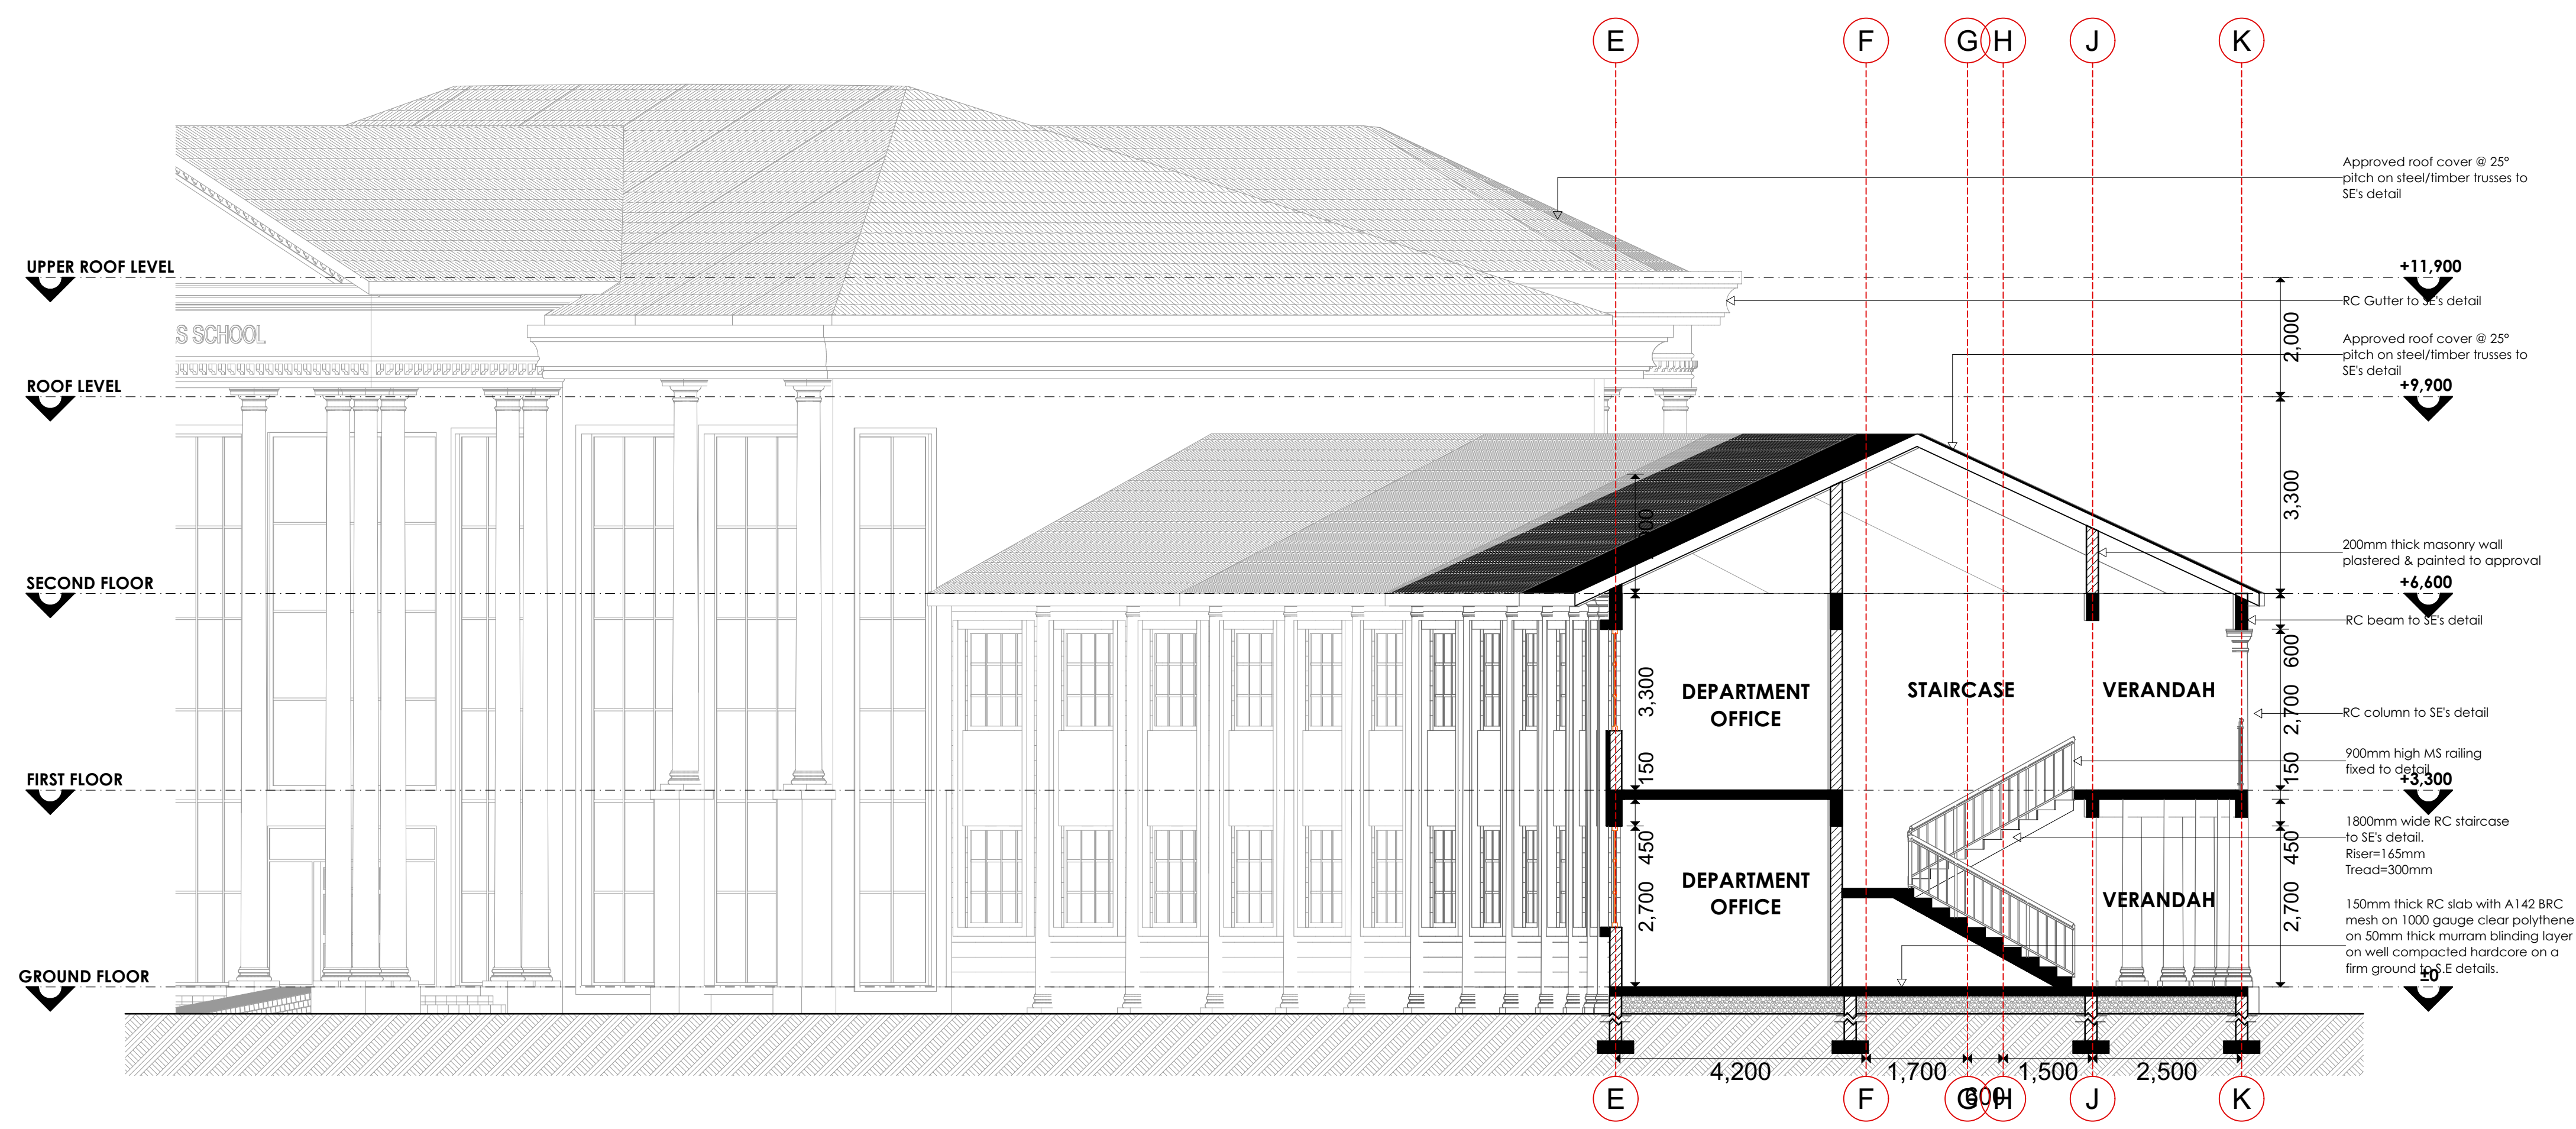 E
F
G
H
J
K
Approved roof cover @ 25°
pitch on steel/timber trusses to
SE's detail
UPPER ROOF LEVEL
+11,900
RC Gutter to SE's detail
S SCHOOL
2,000
Approved roof cover @ 25°
pitch on steel/timber trusses to
SE's detail
ROOF LEVEL
+9,900
3,300
200mm thick masonry wall
plastered & painted to approval
SECOND FLOOR
+6,600
RC beam to SE's detail
600
DEPARTMENT
OFFICE
STAIRCASE
VERANDAH
3,300
2,700
RC column to SE's detail
900mm high MS railing
fixed to detail
150
150
FIRST FLOOR
+3,300
1800mm wide RC staircase
to SE's detail.
Riser=165mm
Tread=300mm
450
450
DEPARTMENT
OFFICE
VERANDAH
2,700
2,700
150mm thick RC slab with A142 BRC
mesh on 1000 gauge clear polythene
on 50mm thick murram blinding layer
on well compacted hardcore on a
firm ground to S.E details.
GROUND FLOOR
±0
4,200
1,700
600
1,500
2,500
E
F
G
H
J
K